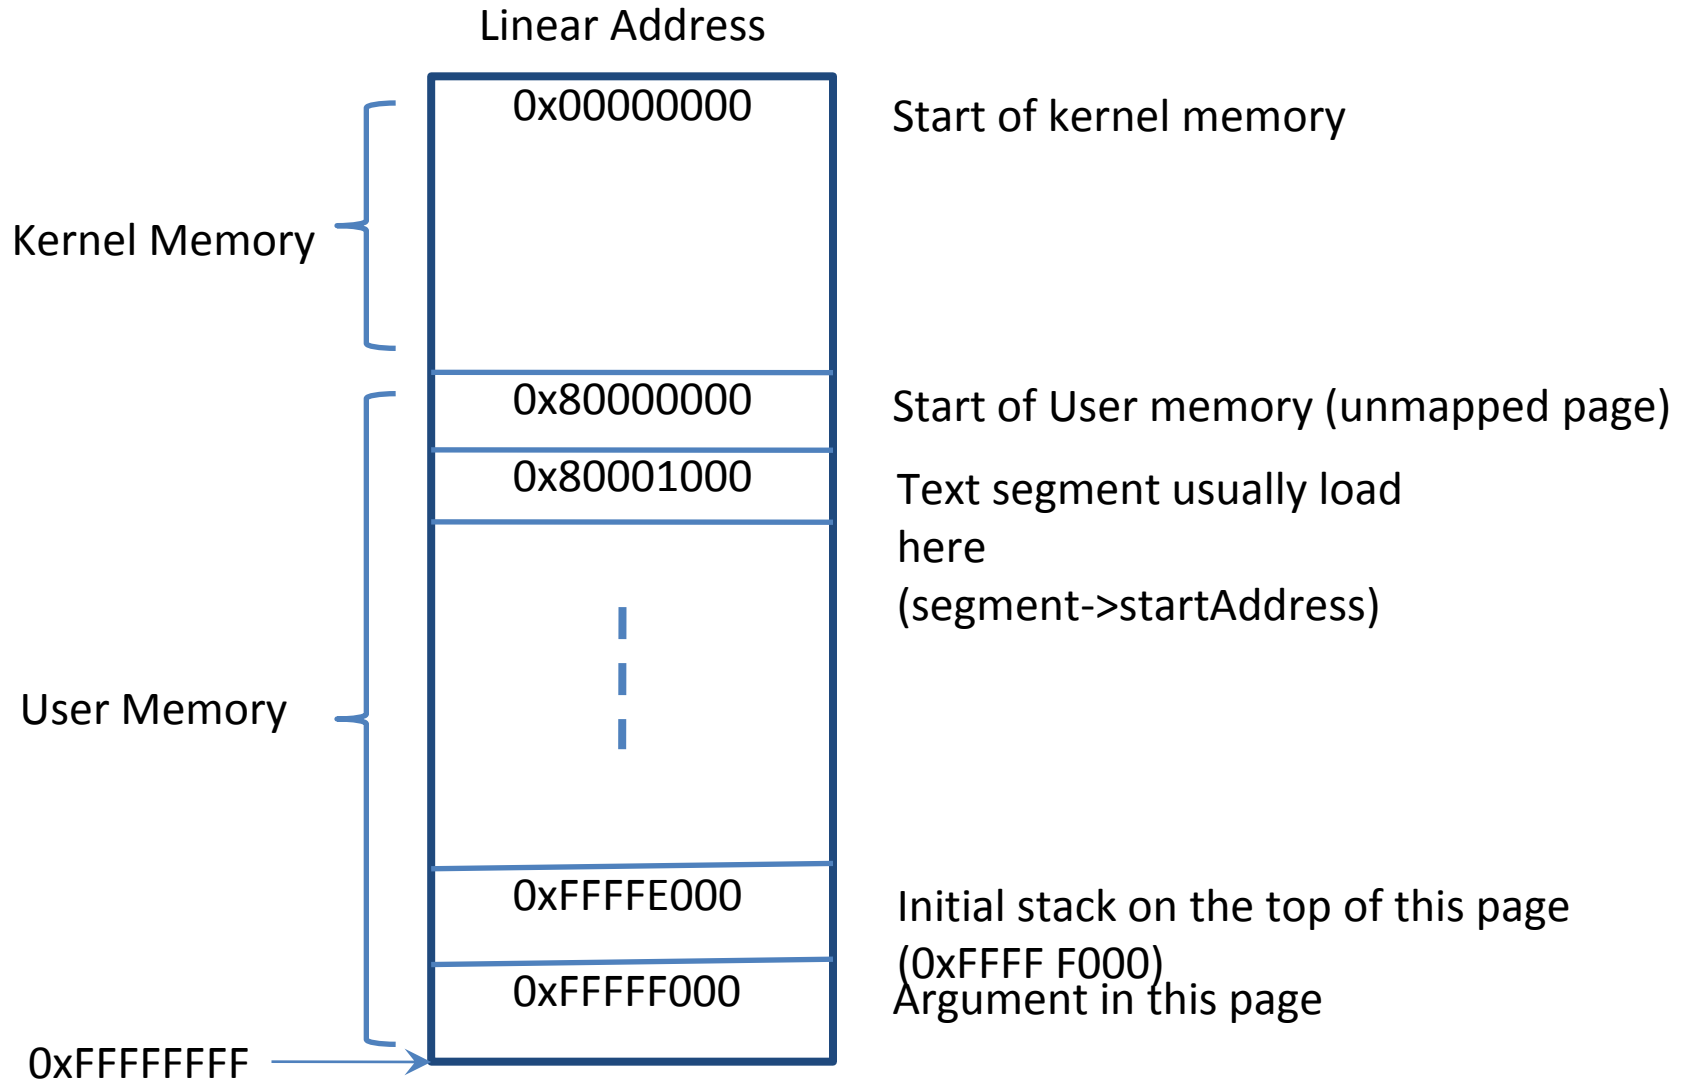 Linear Address
0x00000000
Start of kernel memory
Kernel Memory
0x80000000
Start of User memory (unmapped page)
0x80001000
Text segment usually load
here
(segment->startAddress)
User Memory
0xFFFFE000
Initial stack on the top of this page
(0xFFFF F000)
0xFFFFF000
Argument in this page
0xFFFFFFFF